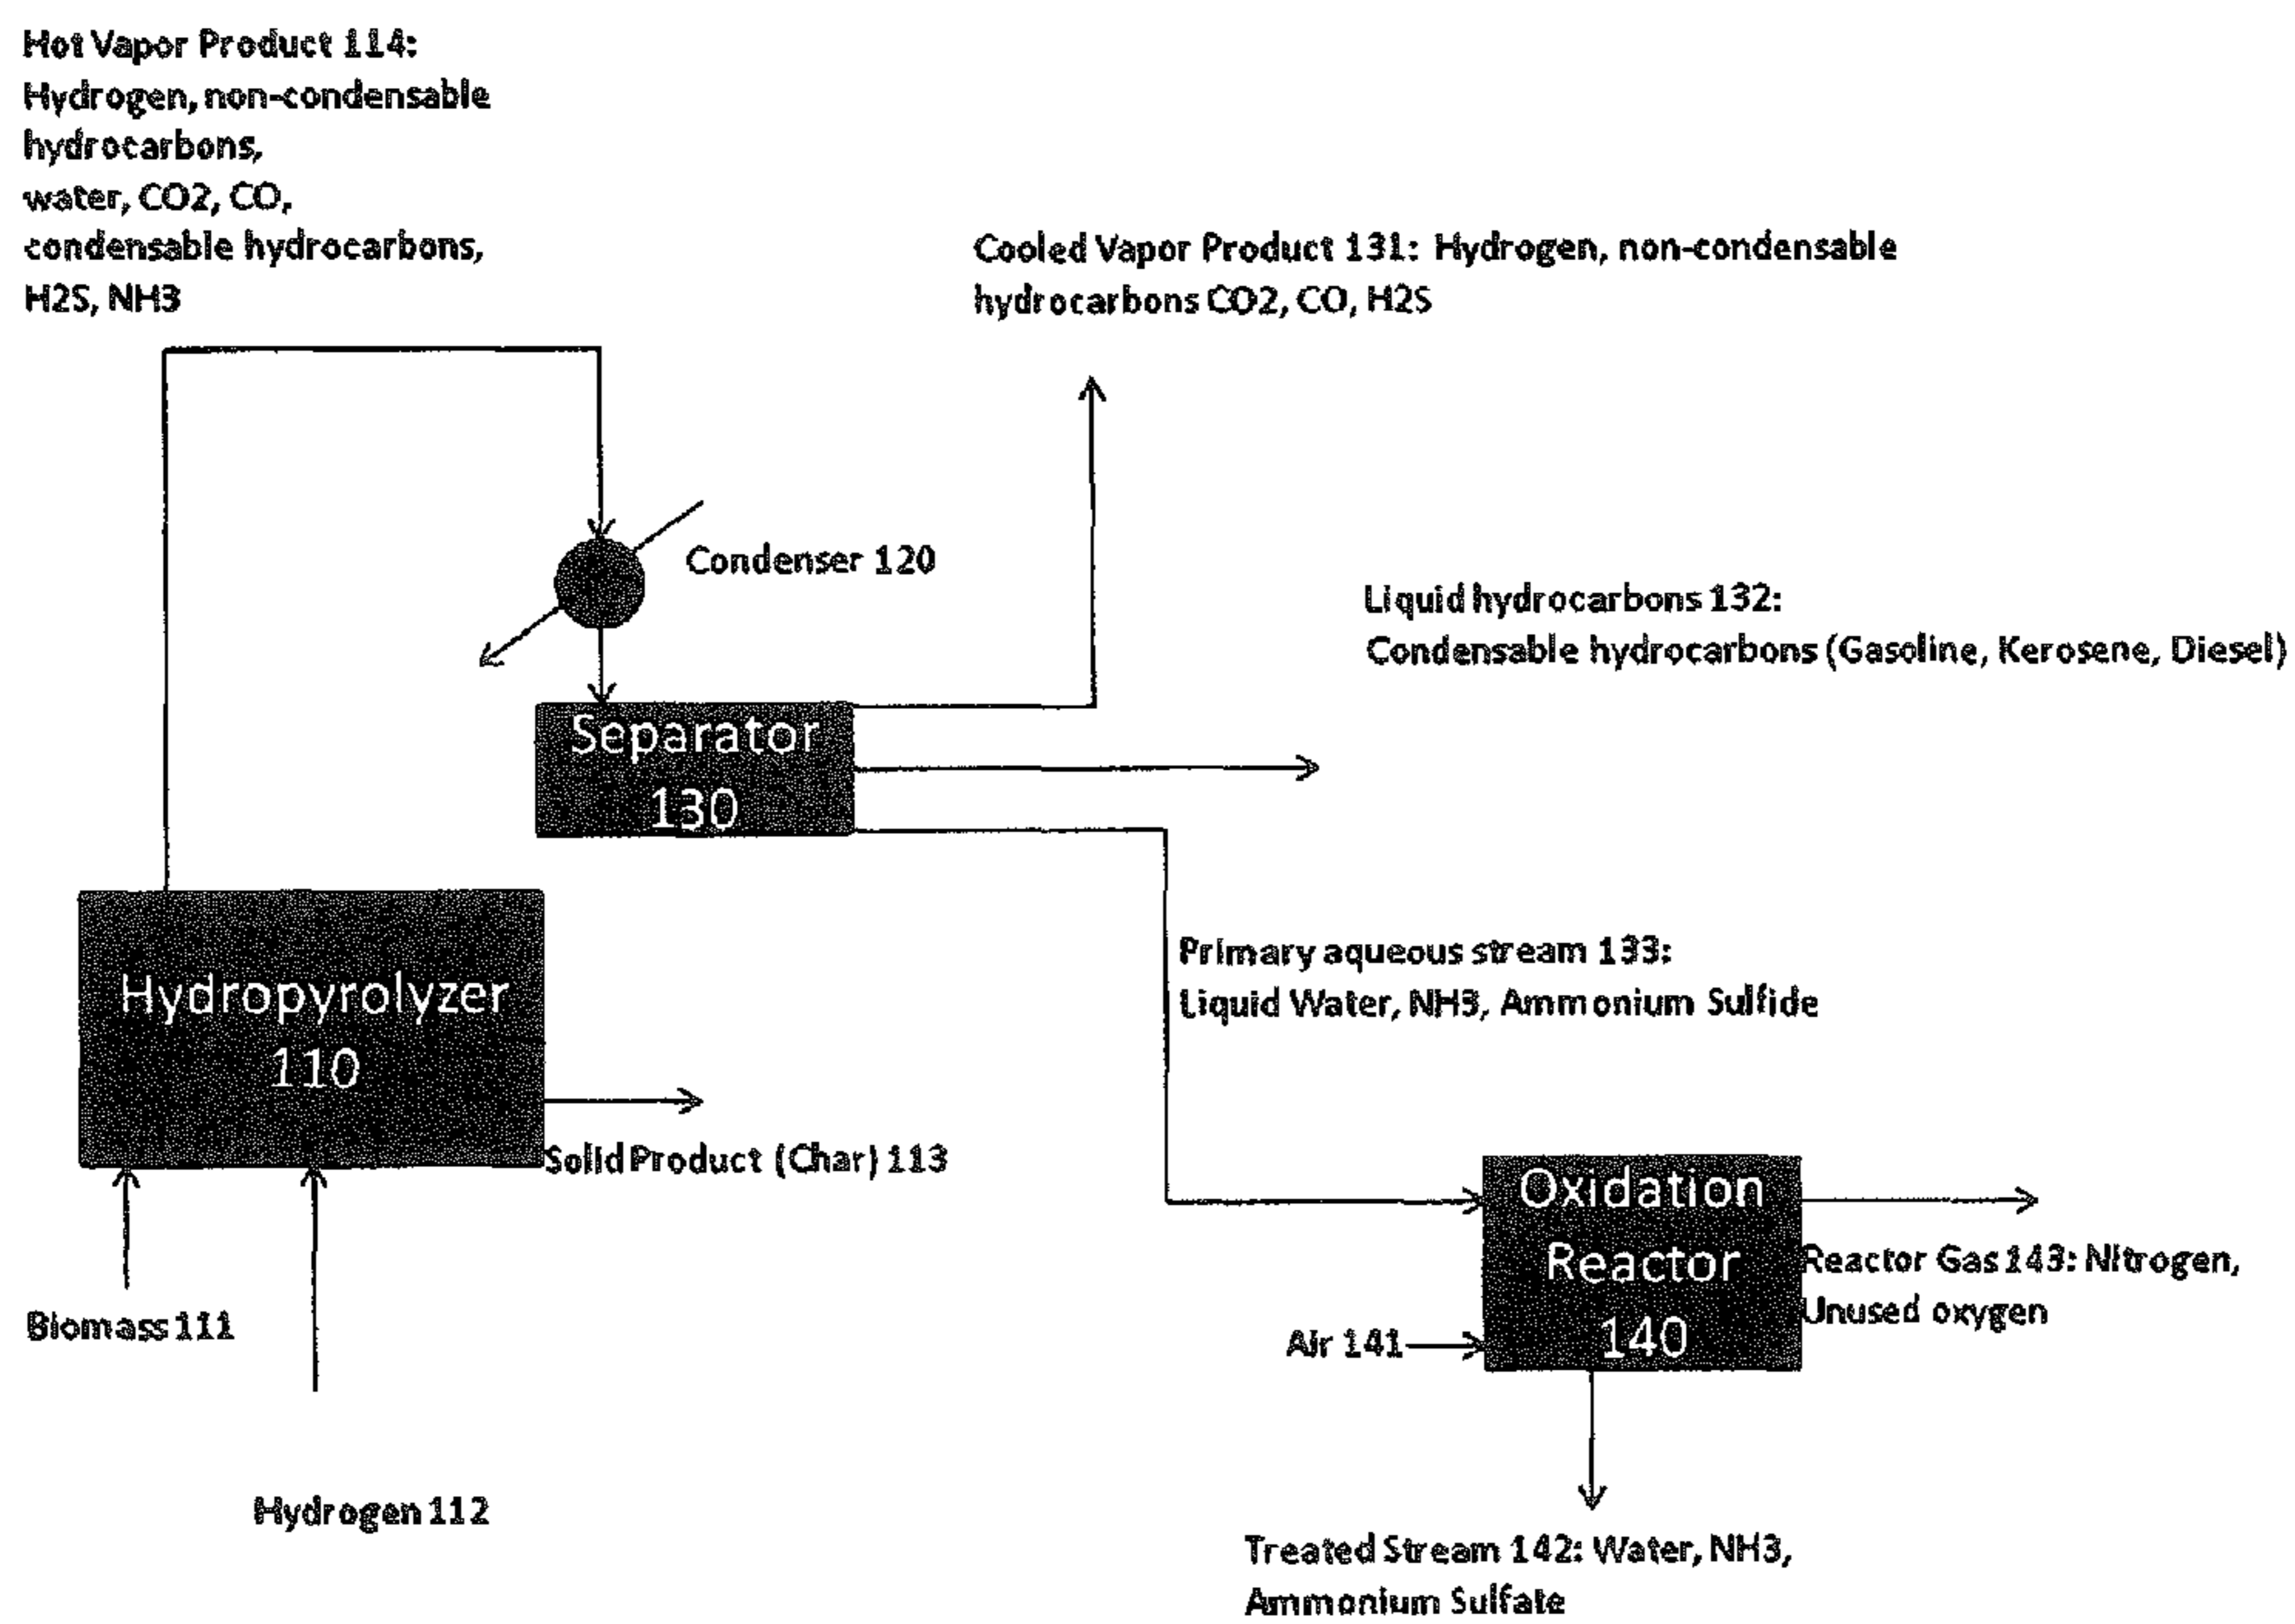 Hot Vapor Product 114:
Hydrogen, non-condensable
hydrocarbons,
water, CO2, CO,
condensable hydrocarbons,
H2S, NH3
Cooled Vapor Product 131: Hydrogen, non-condensable
hydrocarbons CO2, CO, H2S
Condenser 120
Liquid hydrocarbons 132:
Condensable hydrocarbons (Gasoline, Kerosene, Diesel)
Separator
130
Primary aqueous stream 133:
Liquid Water, NH3, Ammonium Sulfide
Hydropyrolyzer
110
Solid Product (Char) 113
Oxidation
Reactor
140
Reactor Gas 143: Nitrogen,
Unused oxygen
Biomass 111
Air 141
Hydrogen 112
Treated Stream 142: Water, NH3,
Ammonium Sulfate